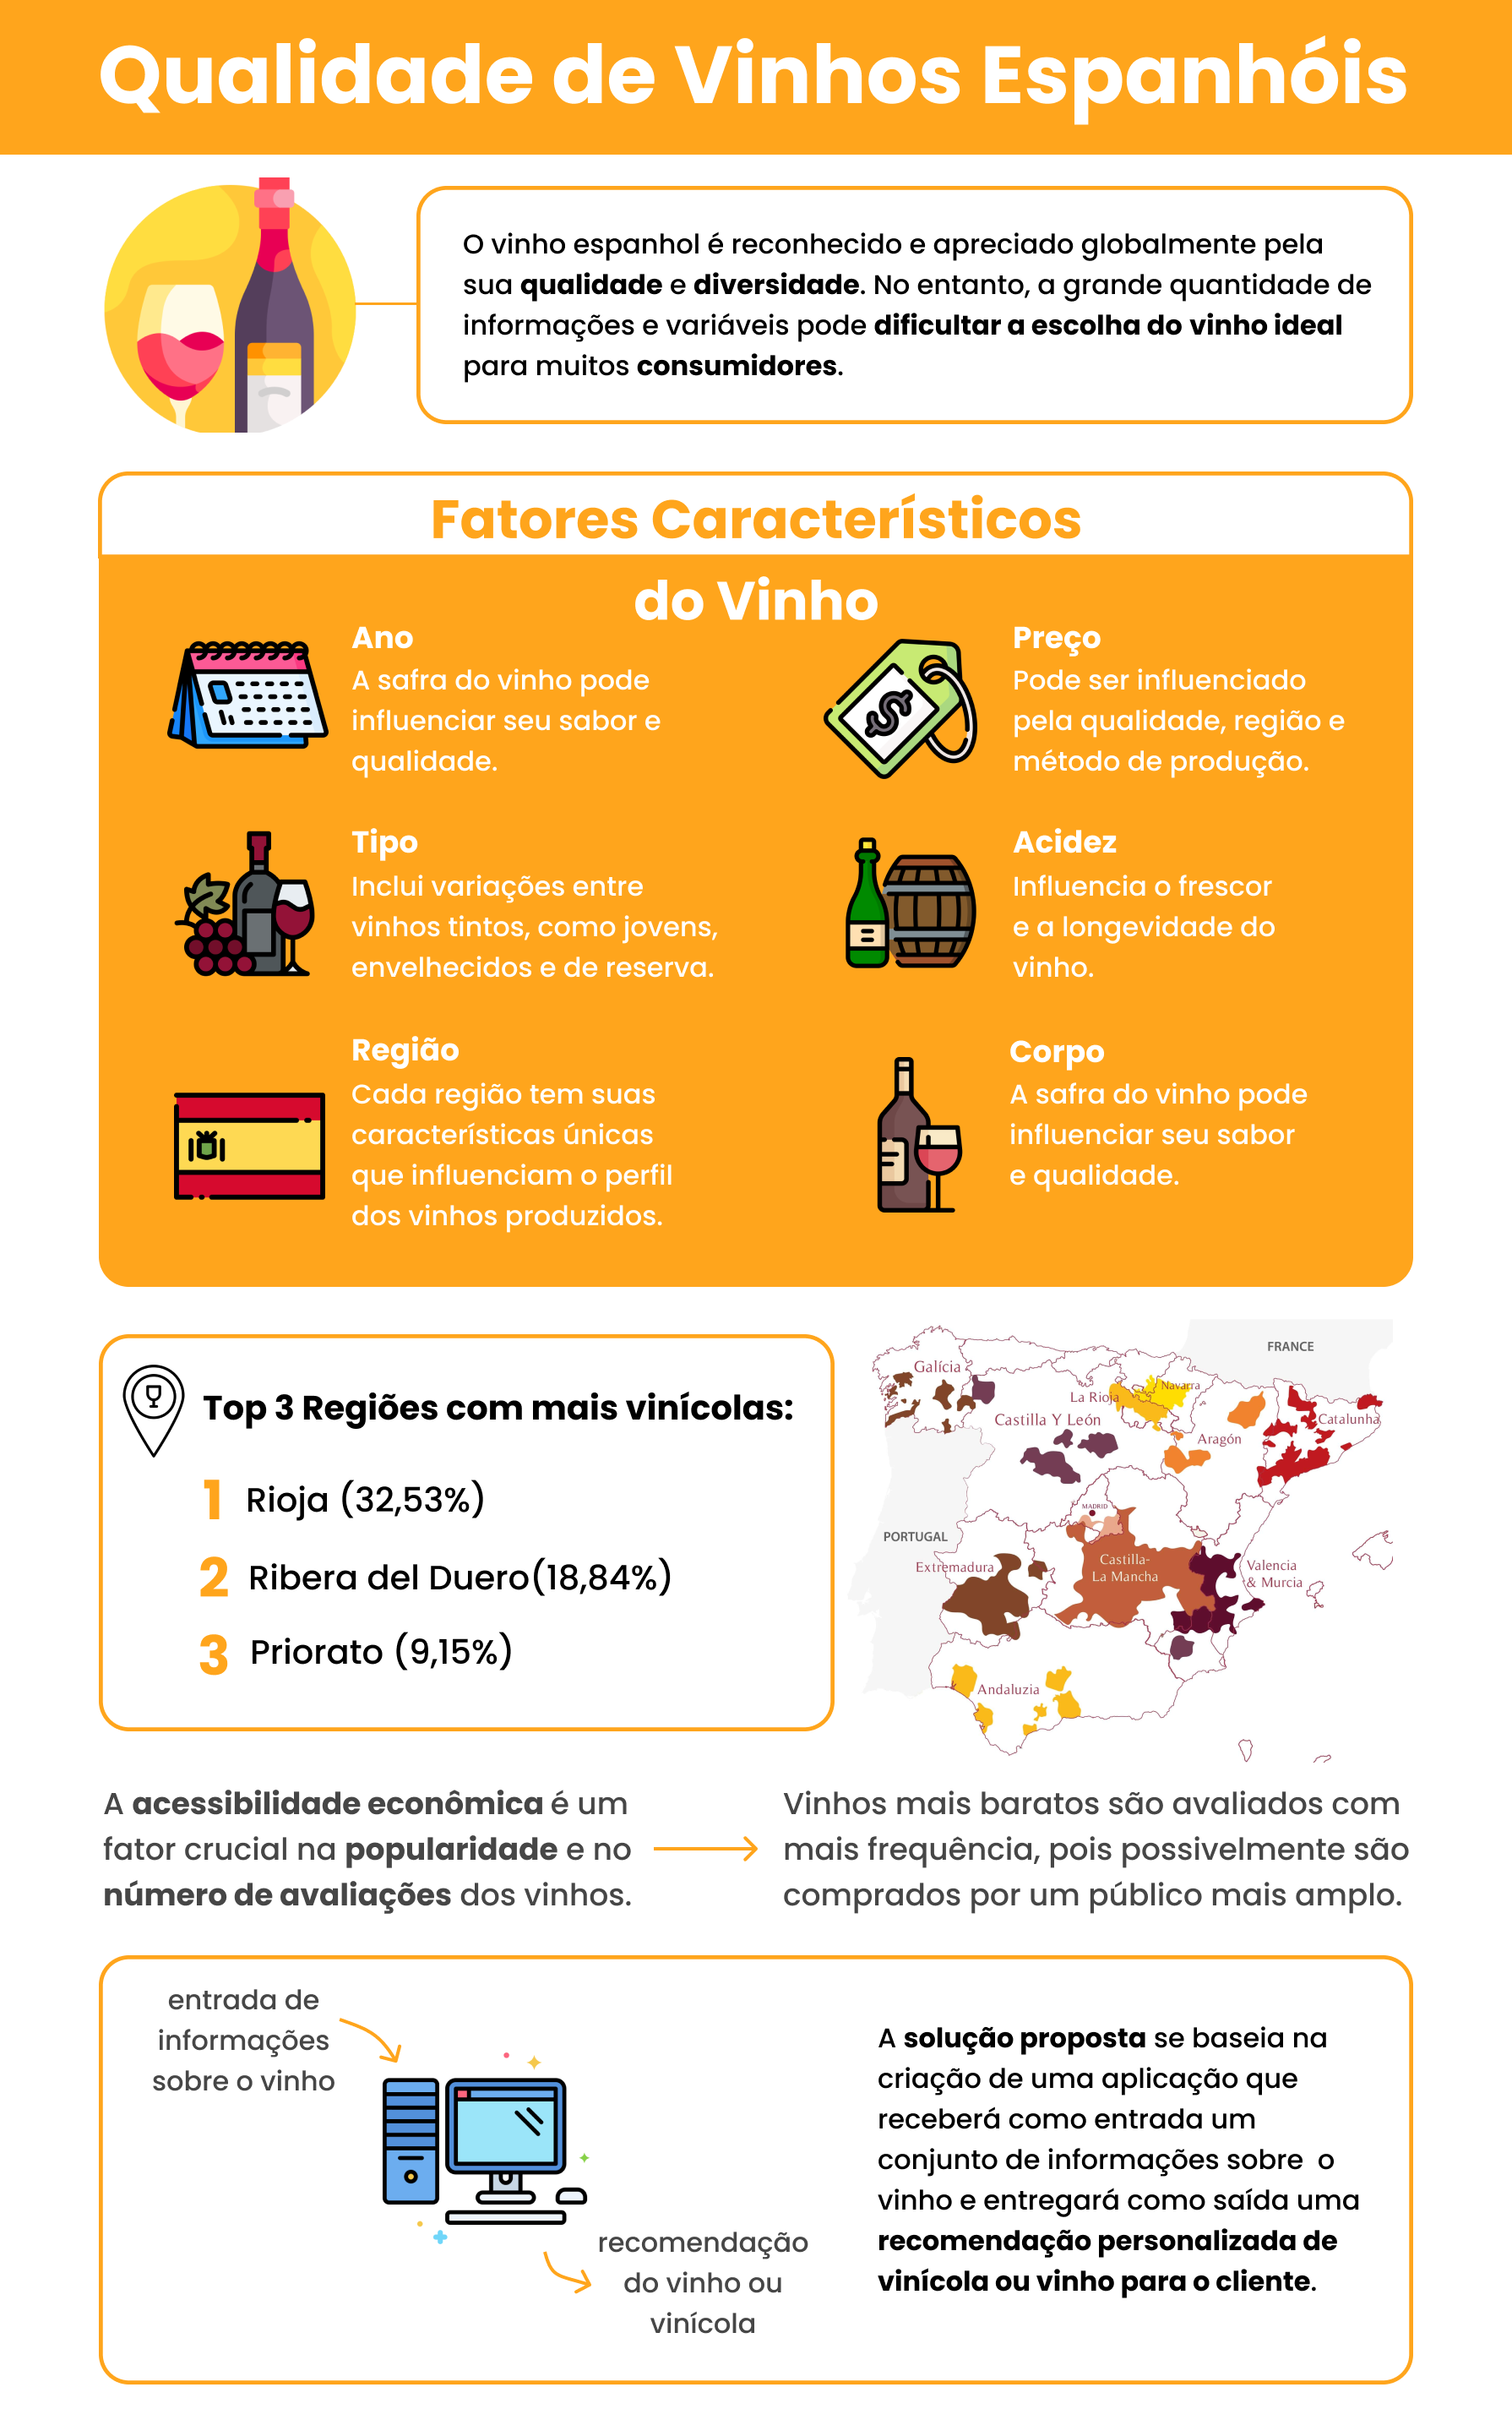 Qualidade de Vinhos Espanhóis
O vinho espanhol é reconhecido e apreciado globalmente pela
sua qualidade e diversidade. No entanto, a grande quantidade de
informações e variáveis pode dificultar a escolha do vinho ideal
para muitos consumidores.
Fatores Característicos
do Vinho
Ano
A safra do vinho pode
influenciar seu sabor e
qualidade.
Preço
Pode ser influenciado
pela qualidade, região e
método de produção.
Tipo
Inclui variações entre
vinhos tintos, como jovens,
envelhecidos e de reserva.
Acidez
Influencia o frescor
e a longevidade do
vinho.
Região
Cada região tem suas
características únicas
que influenciam o perfil
dos vinhos produzidos.
Corpo
A safra do vinho pode
influenciar seu sabor
e qualidade.
Top 3 Regiões com mais vinícolas:
1 Rioja (32,53%)
2 Ribera del Duero(18,84%)
3 Priorato (9,15%)
FRANCE
Galícia
Navarra
La Rioja
Castilla Y León
Catalunha
Aragón
MADRID
PORTUGAL
Extremadura
Castilla-
La Mancha
Valencia
& Murcia
Andaluzia
A acessibilidade econômica é um
fator crucial na popularidade e no
número de avaliações dos vinhos.
Vinhos mais baratos são avaliados com
mais frequência, pois possivelmente são
comprados por um público mais amplo.
entrada de
informações
sobre o vinho
recomendação
do vinho ou
vinícola
A solução proposta se baseia na
criação de uma aplicação que
receberá como entrada um
conjunto de informações sobre o
vinho e entregará como saída uma
recomendação personalizada de
vinícola ou vinho para o cliente.